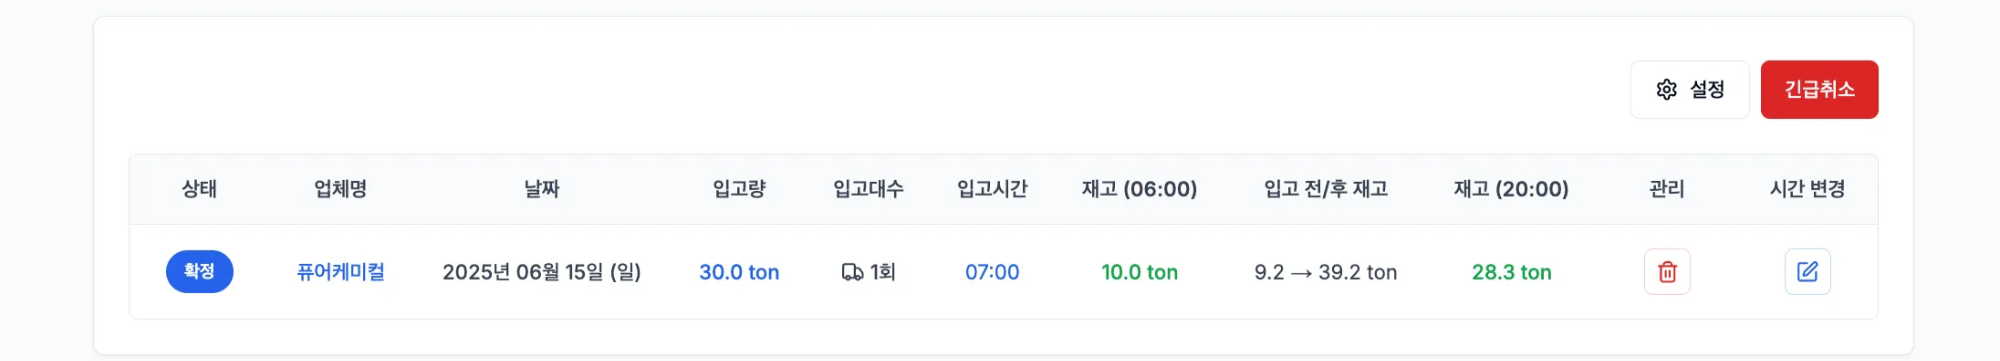 설정 긴급취소
상태 업체명 날짜 입고량 입고대수 입고시간 재고 (06:00) 입고 전/후 재고 재고 (20:00) 관리 시간 변경
확정 퓨어케미컬 2025년 06월 15일 (일) 30.0 ton 1회 07:00 10.0 ton 9.2 → 39.2 ton 28.3 ton